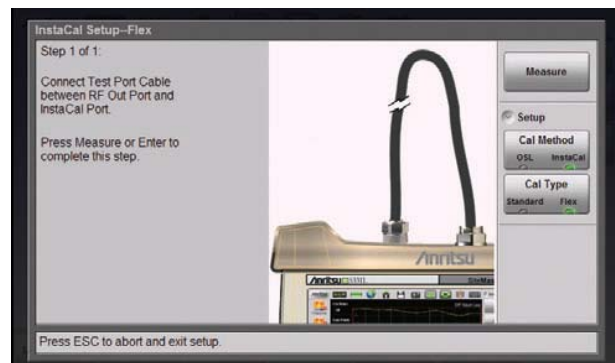 InstaCal Setup--Flex
Step 1 of 1:
Connect Test Port Cable
between RF Out Port and
InstaCal Port.
Press Measure or Enter to
complete this step.
Measure
Setup
Cal Method
OSL InstaCal
Cal Type
Standard Flex
Anritsu
Anritsu
Press ESC to abort and exit setup.